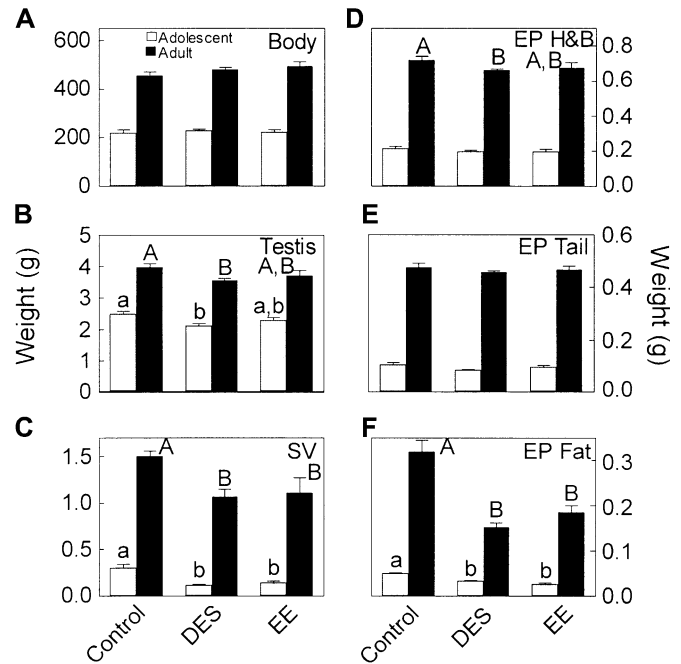 A
Adolescent
Adult
Body
600
400
200
0
D
A
B
A,B
EP H&B
0.8
0.6
0.4
0.2
0.0
B
Testis
5
4
3
2
1
0
a
A
b
B
a,b
A,B
E
EP Tail
0.6
0.4
0.2
0.0
Weight (g)
Weight (g)
C
SV
1.5
1.0
0.5
0.0
a
A
b
B
b
B
Control
DES
EE
F
EP Fat
0.3
0.2
0.1
0.0
a
A
b
B
b
B
Control
DES
EE